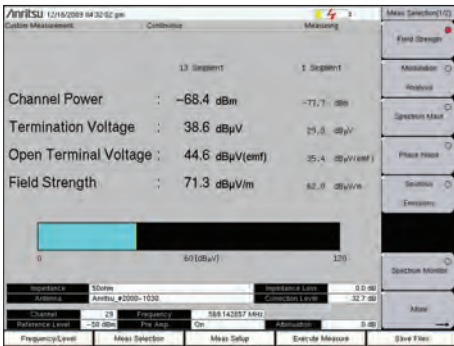 Anritsu 12/16/2009 04:32:02 pm
Custom Measurement Continuous Measuring
13 Segment 1 Segment
Channel Power : -68.4 dBm -77.7 dBm
Termination Voltage : 38.6 dBμV 29.3 dBμV
Open Terminal Voltage : 44.6 dBμV(emf) 35.4 dBμV(emf)
Field Strength : 71.3 dBμV/m 62.0 dBμV/m
0 60[dBμV] 120
Impedance 50ohm Impedance Loss 0.0 dB
Antenna Anritsu_#2000-1030 Correction Level 32.7 dB
Channel 29 Frequency 569.142857 MHz
Reference Level -50 dBm Pre Amp On Attenuation 0 dB
Frequency/Level Meas Selection Meas Setup Execute Measure Save Files
Meas Selection(1/2)
Field Strength
Modulation
Analysis
Spectrum Mask
Phase Noise
Spurious
Emissions
Spectrum Monitor
More